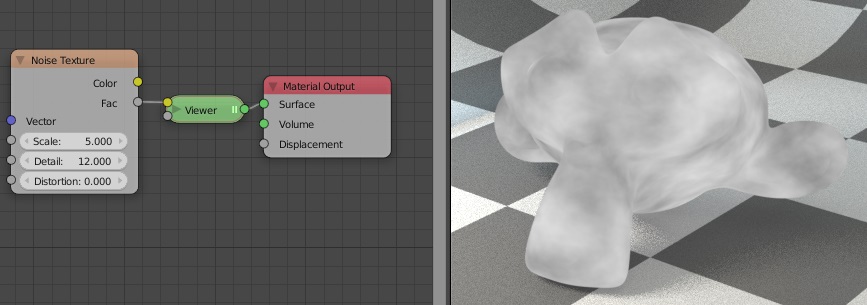 Noise Texture
Color
Fac
Vector
Scale: 5.000
Detail: 12.000
Distortion: 0.000
Viewer
Material Output
Surface
Volume
Displacement